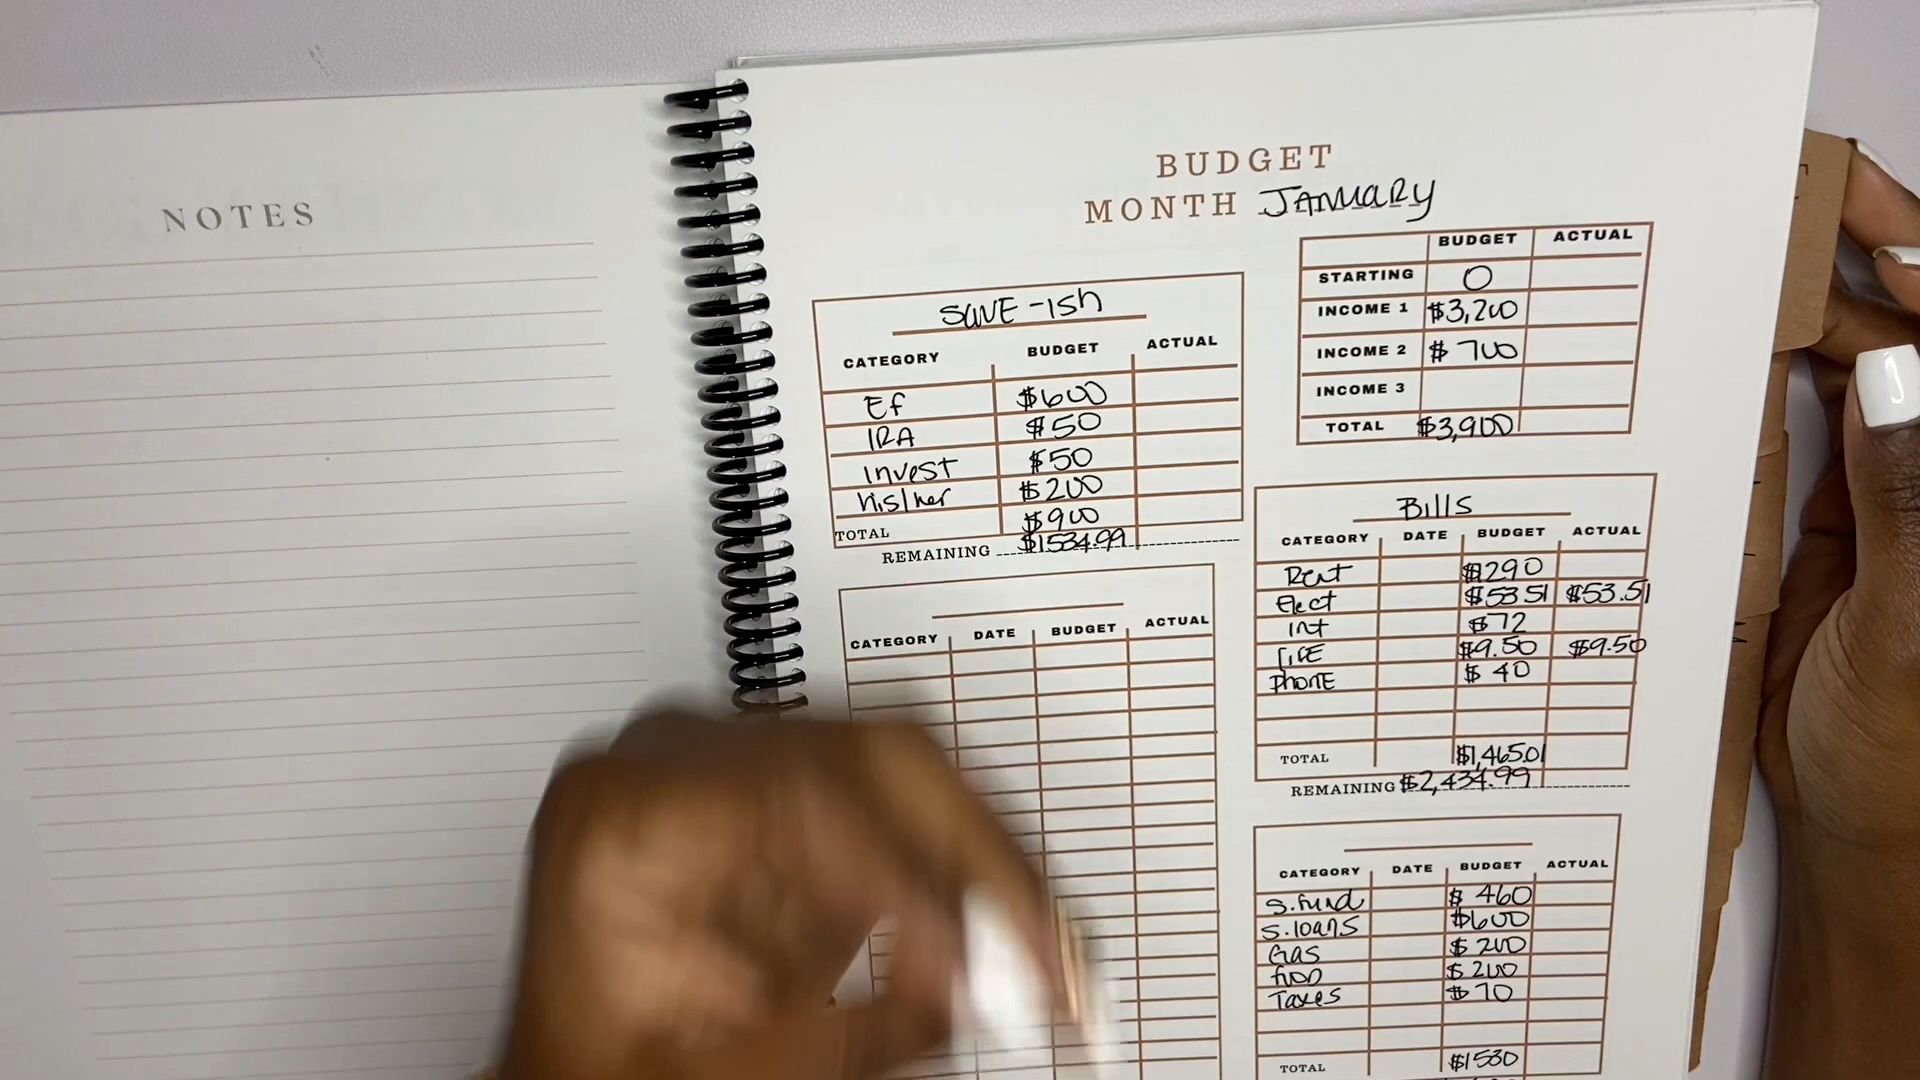 NOTES
BUDGET
MONTH JANUARY
BUDGET ACTUAL
STARTING 0
INCOME 1 $3,200
INCOME 2 $ 700
INCOME 3
TOTAL $3,900
SAVE-ISH
CATEGORY BUDGET ACTUAL
EF $600
IRA $50
Invest $50
his/her $200
TOTAL $900
REMAINING $1534.99
Bills
CATEGORY DATE BUDGET ACTUAL
Rent $1290
Elect $53.51 $53.51
Int $72
$9.50 $9.50
PHONE $ 40
TOTAL $1,465.01
REMAINING $2,434.99
CATEGORY DATE BUDGET ACTUAL
CATEGORY DATE BUDGET ACTUAL
S.fund $ 460
S.loans $600
Gas $ 200
food $ 200
Taxes $ 70
TOTAL $1530